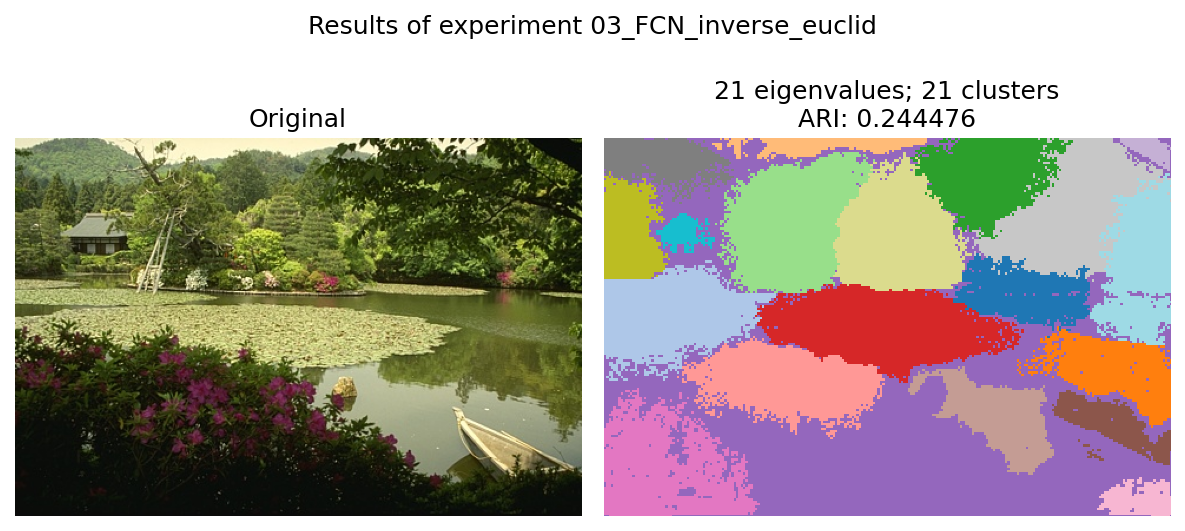 Results of experiment 03_FCN_inverse_euclid
Original
21 eigenvalues; 21 clusters
ARI: 0.244476